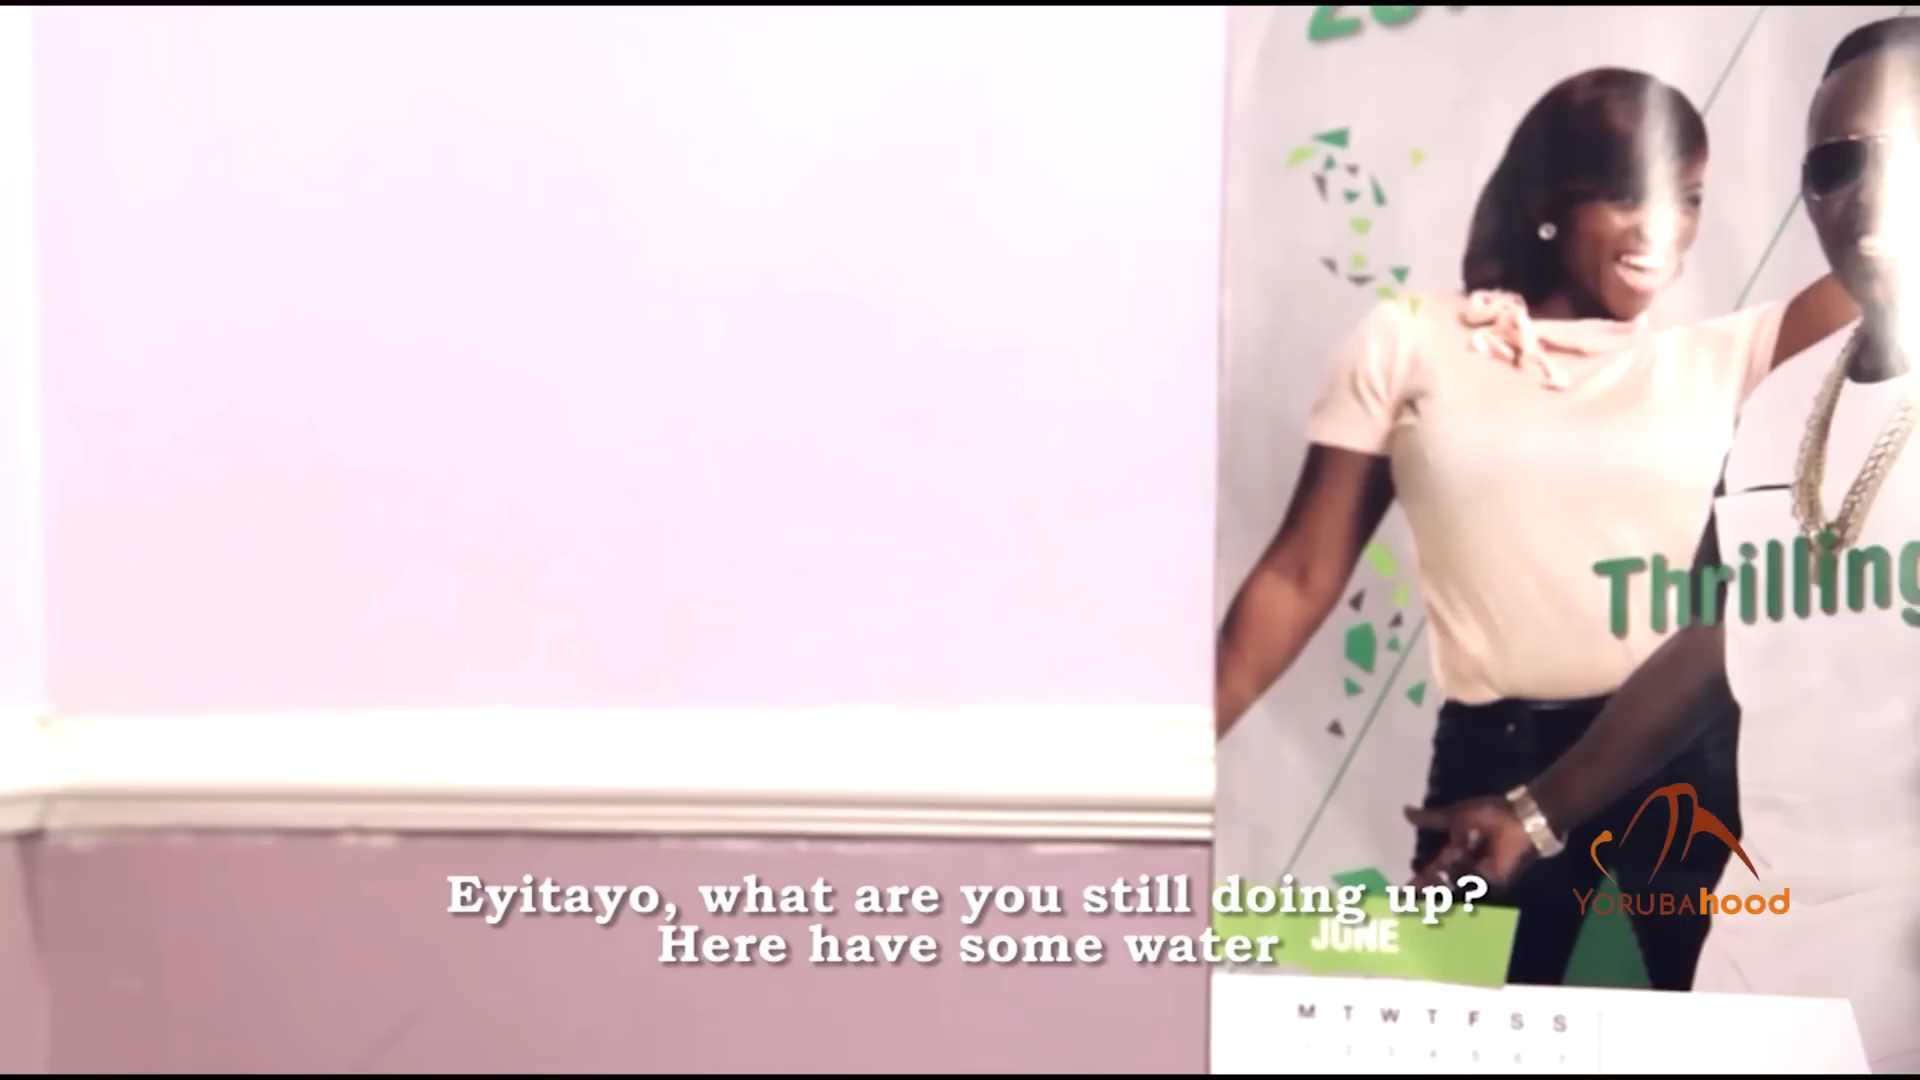 Thrilling
Eyitayo, what are you still doing up?
Here have some water
YORUBAhood
JUNE
M T W T F S S